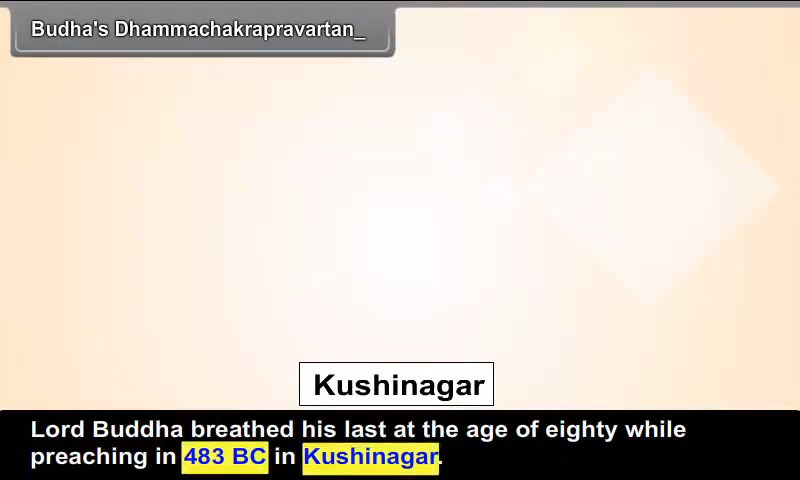 Budha's Dhammachakrapravartan_
Kushinagar
Lord Buddha breathed his last at the age of eighty while
preaching in 483 BC in Kushinagar.